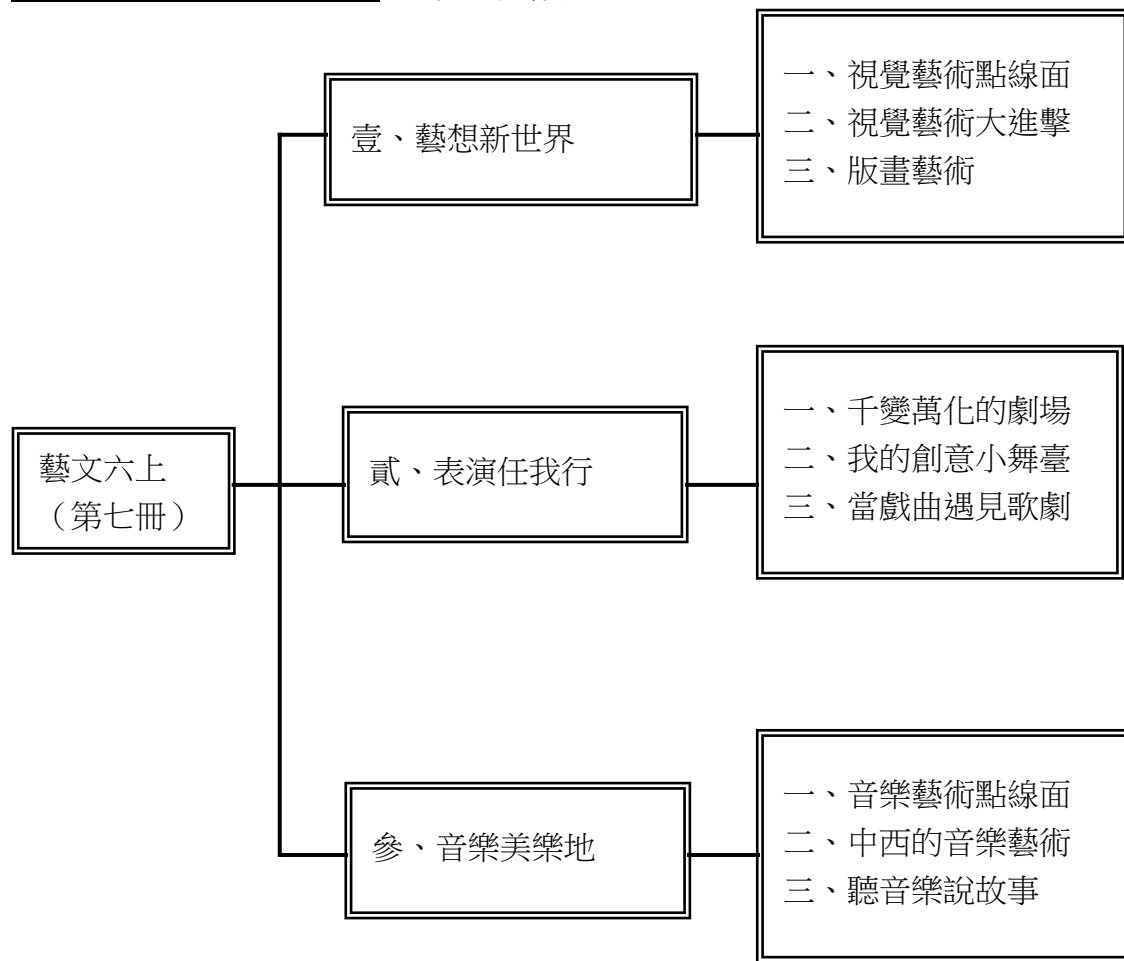 壹、藝想新世界
一、視覺藝術點線面
二、視覺藝術大進擊
三、版畫藝術
藝文六上
（第七冊）
貳、表演任我行
一、千變萬化的劇場
二、我的創意小舞臺
三、當戲曲遇見歌劇
參、音樂美樂地
一、音樂藝術點線面
二、中西的音樂藝術
三、聽音樂說故事